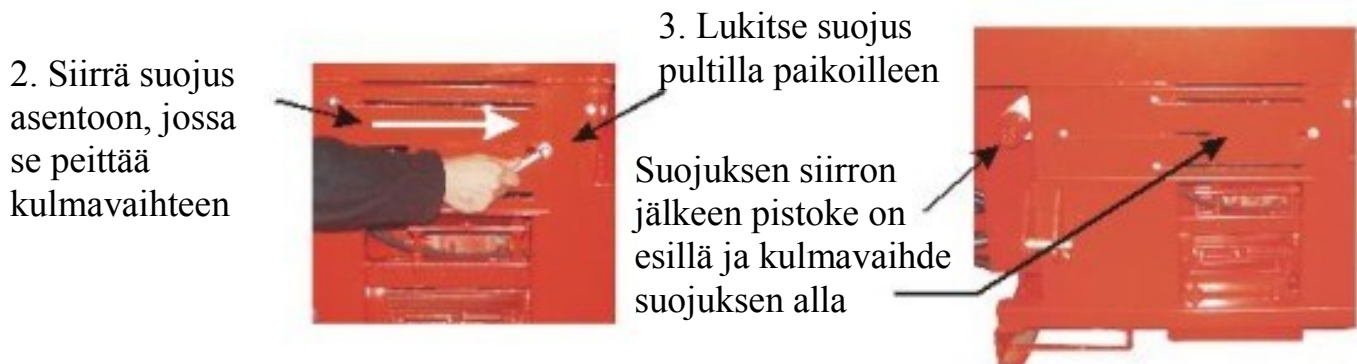 2. Siirrä suojus
asentoon, jossa
se peittää
kulmavaihteen
3. Lukitse suojus
pultilla paikoilleen
Suojuksen siirron
jälkeen pistoke on
esillä ja kulmavaihde
suojuksen alla